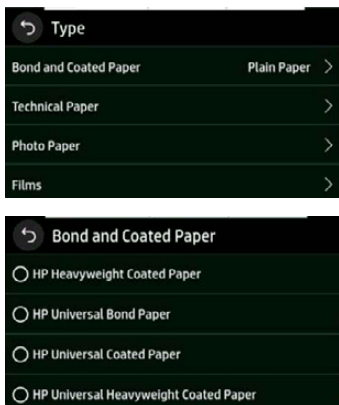 Type
Bond and Coated Paper Plain Paper
Technical Paper
Photo Paper
Films
Bond and Coated Paper
HP Heavyweight Coated Paper
HP Universal Bond Paper
HP Universal Coated Paper
HP Universal Heavyweight Coated Paper